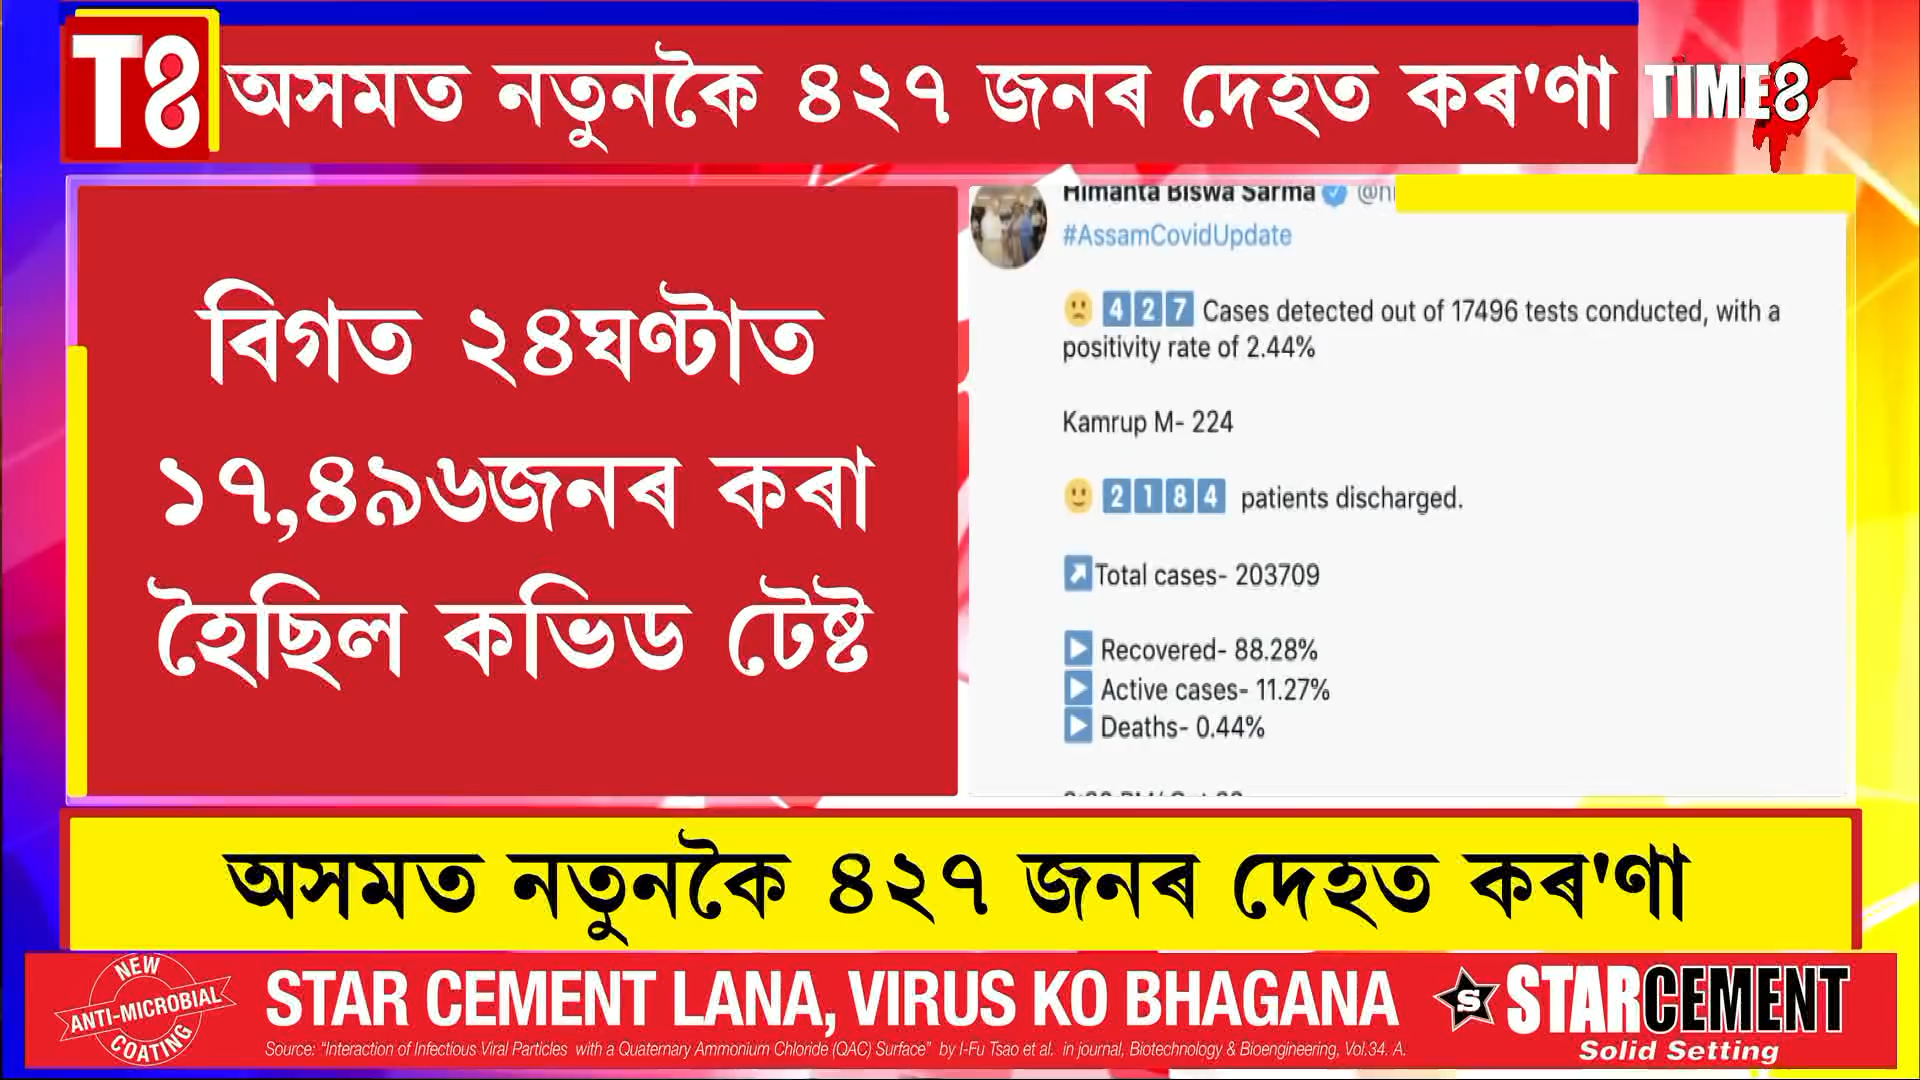 T8
অসমত নতুনকৈ ৪২৭ জনৰ দেহত কৰ'ণা
TIME8
বিগত ২৪ঘণ্টাত
১৭,৪৯৬জনৰ কৰা
হৈছিল কভিড টেষ্ট
Himanta Biswa Sarma
#AssamCovidUpdate
427 Cases detected out of 17496 tests conducted, with a
positivity rate of 2.44%
Kamrup M- 224
2184 patients discharged.
Total cases- 203709
Recovered- 88.28%
Active cases- 11.27%
Deaths- 0.44%
অসমত নতুনকৈ ৪২৭ জনৰ দেহত কৰ'ণা
NEW
ANTI-MICROBIAL
COATING
STAR CEMENT LANA, VIRUS KO BHAGANA
Source: "Interaction of Infectious Viral Particles with a Quaternary Ammonium Chloride (QAC) Surface" by I-Fu Tsao et al. in journal, Biotechnology & Bioengineering, Vol.34. A.
S STAR CEMENT
Solid Setting